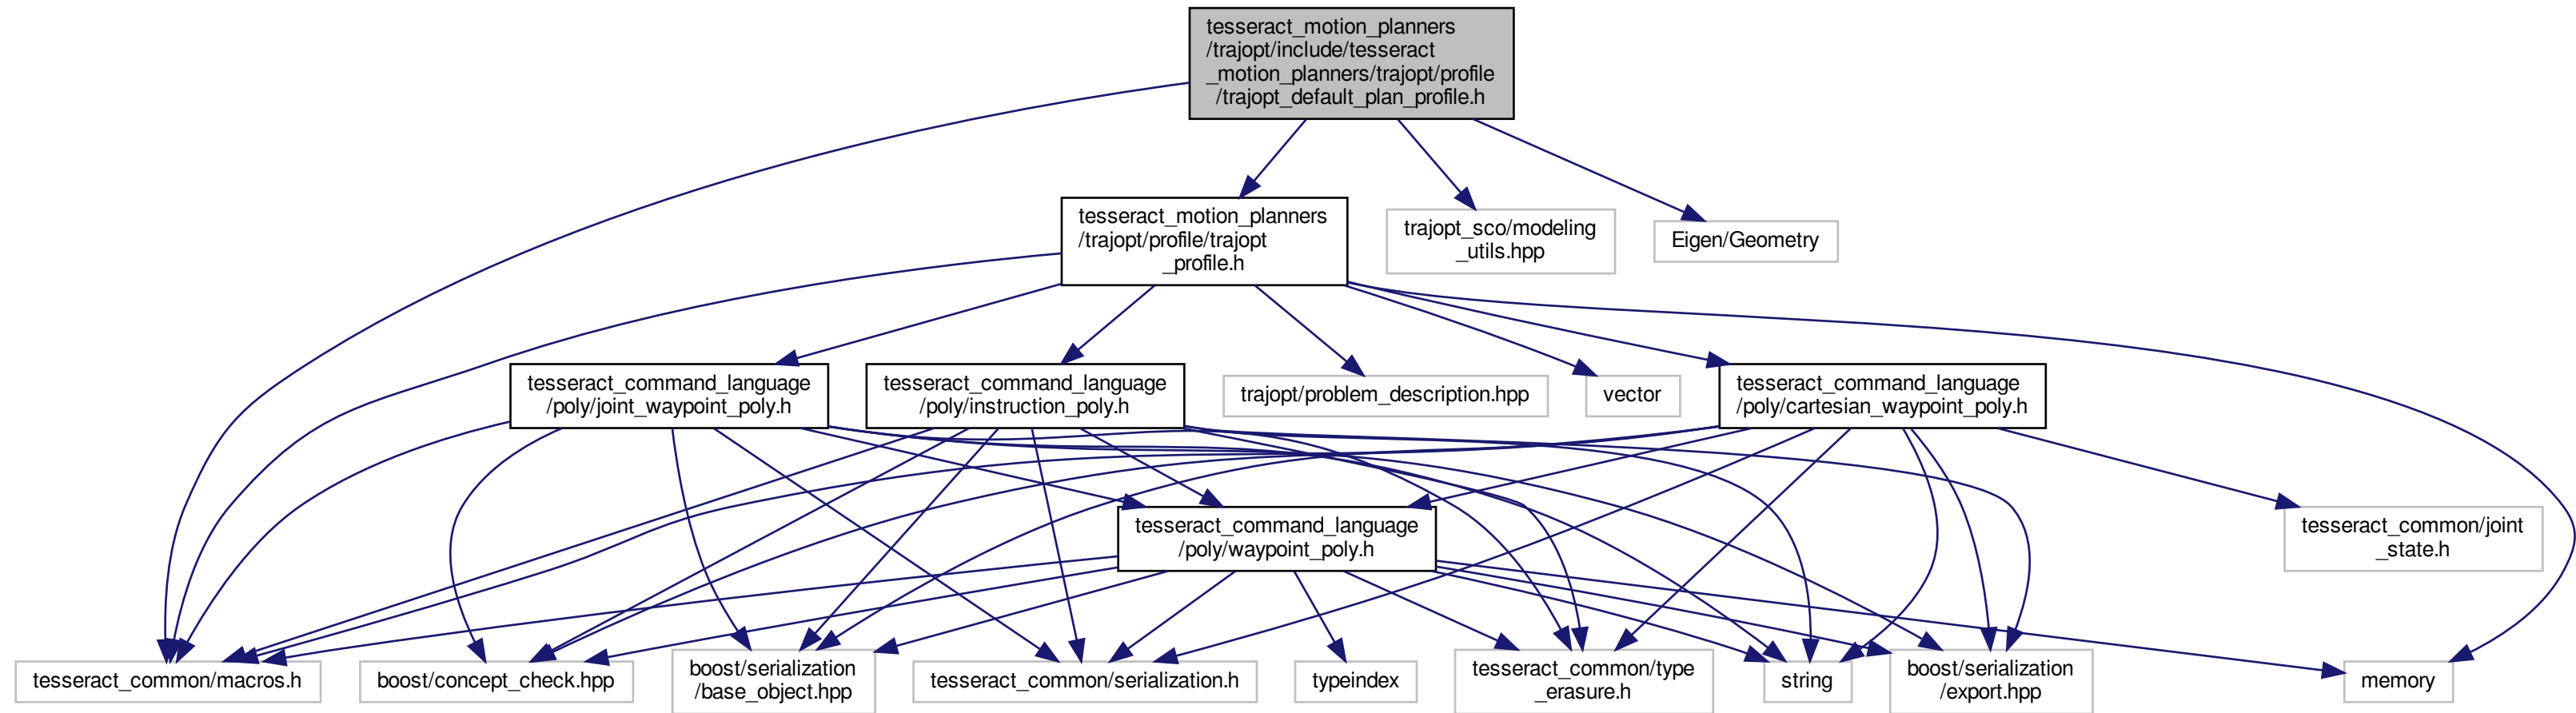 tesseract_motion_planners
/trajopt/include/tesseract
_motion_planners/trajopt/profile
/trajopt_default_plan_profile.h
tesseract_motion_planners
/trajopt/profile/trajopt
_profile.h
trajopt_sco/modeling
_utils.hpp
Eigen/Geometry
tesseract_command_language
/poly/joint_waypoint_poly.h
tesseract_command_language
/poly/instruction_poly.h
trajopt/problem_description.hpp
vector
tesseract_command_language
/poly/cartesian_waypoint_poly.h
tesseract_command_language
/poly/waypoint_poly.h
tesseract_common/joint
_state.h
tesseract_common/macros.h
boost/concept_check.hpp
boost/serialization
/base_object.hpp
tesseract_common/serialization.h
typeindex
tesseract_common/type
_erasure.h
string
boost/serialization
/export.hpp
memory